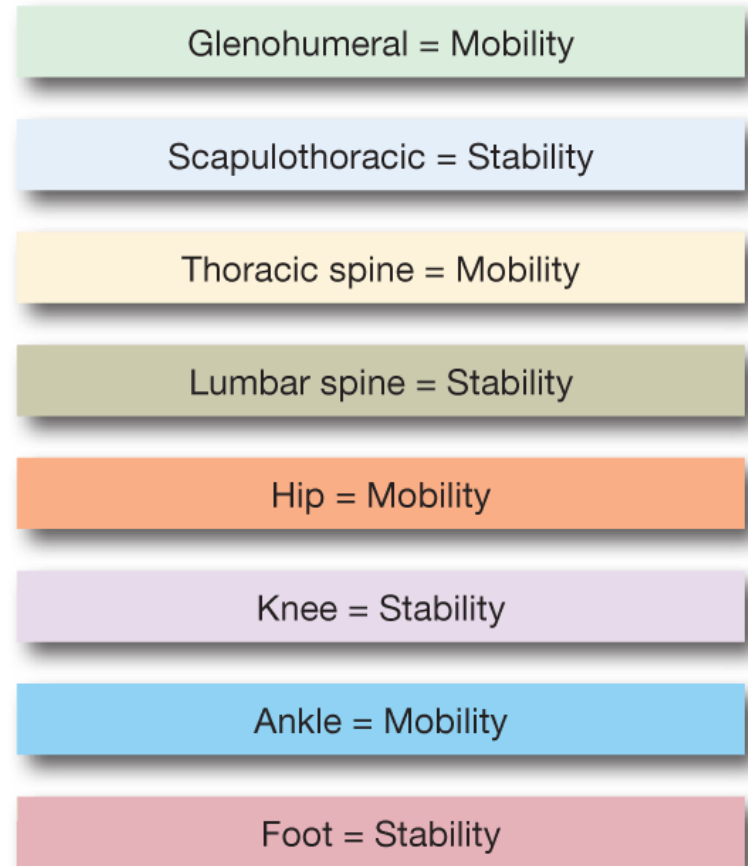 Glenohumeral = Mobility
Scapulothoracic = Stability
Thoracic spine = Mobility
Lumbar spine = Stability
Hip = Mobility
Knee = Stability
Ankle = Mobility
Foot = Stability